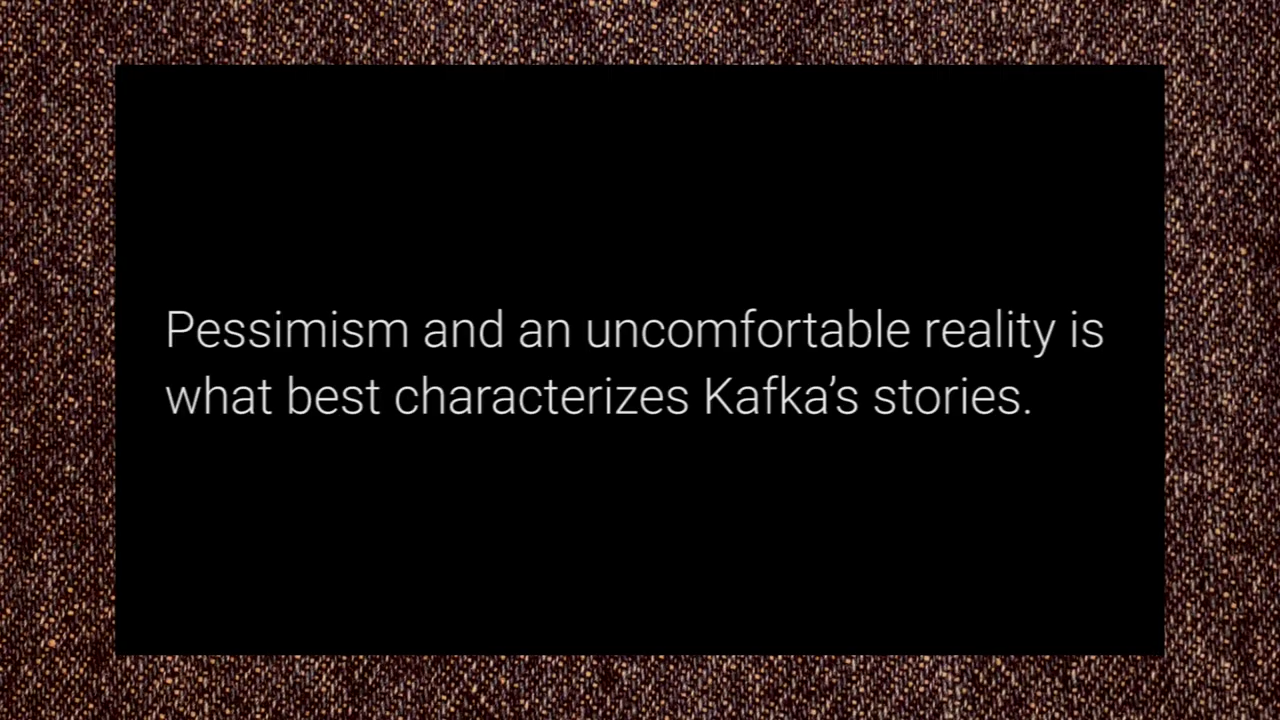 Pessimism and an uncomfortable reality is
what best characterizes Kafka’s stories.